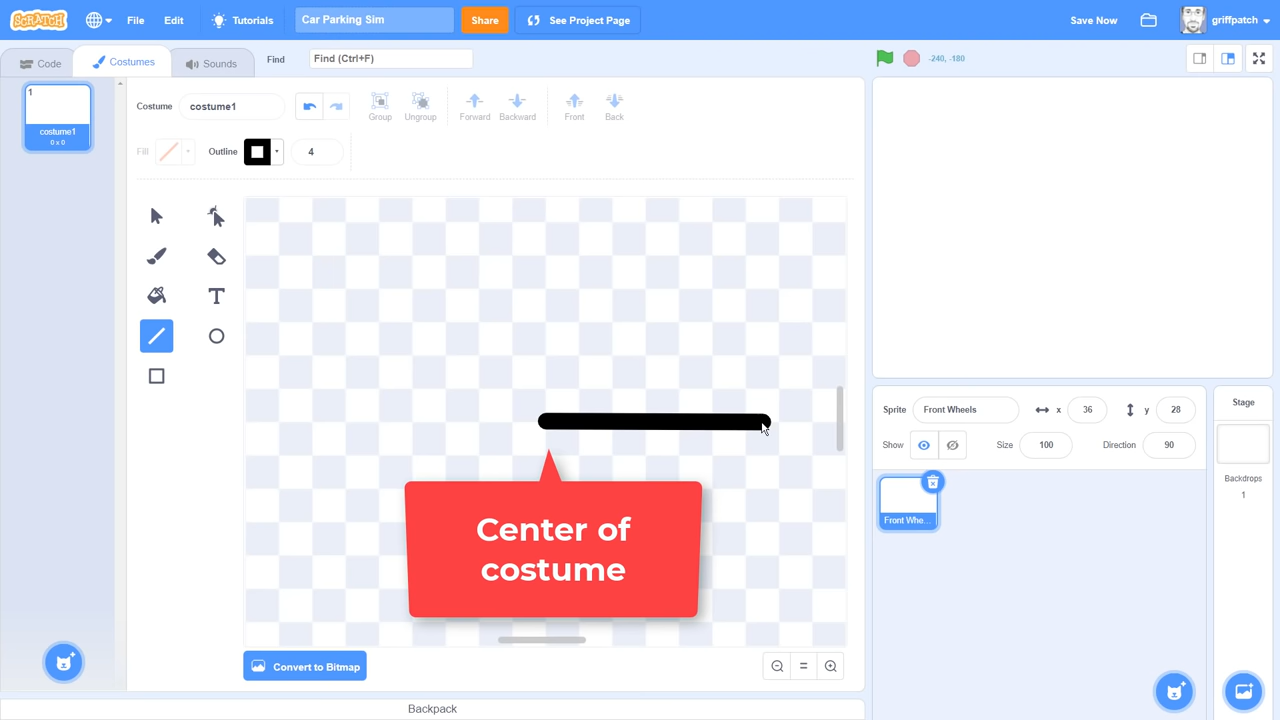 SCRATCH File Edit Tutorials Car Parking Sim Share See Project Page Save Now griffpatch
Code Costumes Sounds Find Find (Ctrl+F) -240, -180
1
costume1
0 x 0
Costume costume1 Group Ungroup Forward Backward Front Back
Fill Outline 4
T
Center of
costume
Convert to Bitmap
Backpack
Sprite Front Wheels x 36 y 28
Show Size 100 Direction 90
Front Whe...
Stage
Backdrops
1